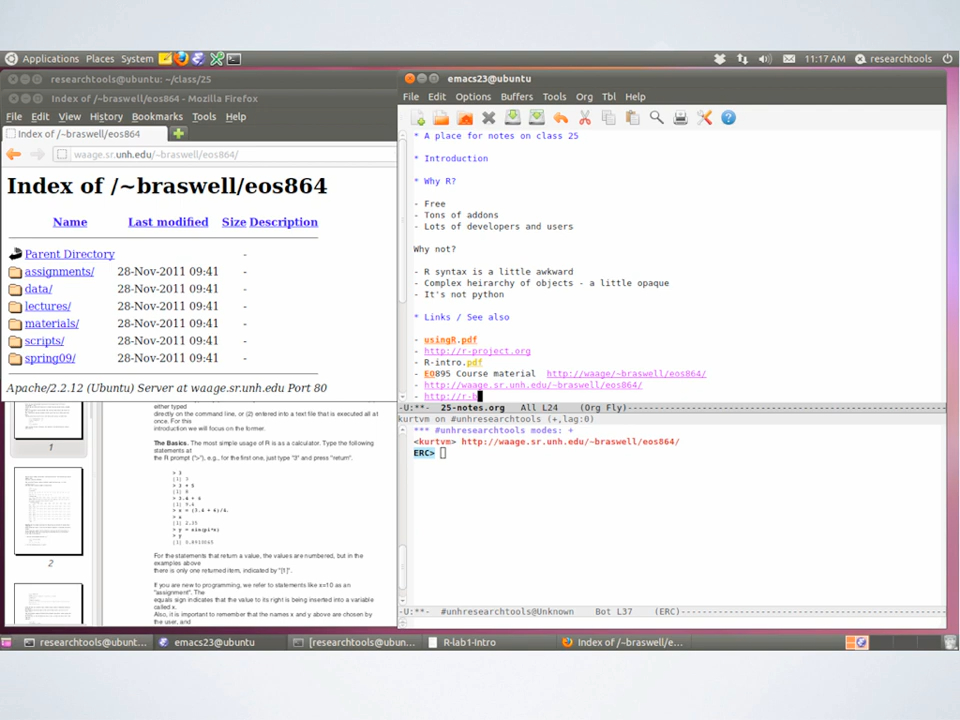 Applications Places System 11:17 AM researchtools
researchtools@ubuntu: ~/class/25
Index of /~braswell/eos864 - Mozilla Firefox
File Edit View History Bookmarks Tools Help
Index of /~braswell/eos864
waage.sr.unh.edu/~braswell/eos864/
Index of /~braswell/eos864
Name Last modified Size Description
Parent Directory -
assignments/ 28-Nov-2011 09:41 -
data/ 28-Nov-2011 09:41 -
lectures/ 28-Nov-2011 09:41 -
materials/ 28-Nov-2011 09:41 -
scripts/ 28-Nov-2011 09:41 -
spring09/ 28-Nov-2011 09:41 -
Apache/2.2.12 (Ubuntu) Server at waage.sr.unh.edu Port 80
either typed
directly on the command line, or (2) entered into a text file that is executed all at
once. For this
introduction we will focus on the former.
The Basics. The most simple usage of R is as a calculator. Type the following
statements at
the R prompt (">"), e.g., for the first one, just type "3" and press "return".
> 3
[1] 3
> 3 + 5
[1] 8
> x
> y
For the statements that return a value, the values are numbered, but in the
examples above
there is only one returned item, indicated by "[1]".
If you are new to programming, we refer to statements like x=10 as an
"assignment". The
equals sign indicates that the value to its right is being inserted into a variable
called x.
Also, it is important to remember that the names x and y above are chosen by
the user, and
1
2
emacs23@ubuntu
File Edit Options Buffers Tools Org Tbl Help
* A place for notes on class 25
* Introduction
* Why R?
- Free
- Tons of addons
- Lots of developers and users
Why not?
- R syntax is a little awkward
- Complex heirarchy of objects - a little opaque
- It's not python
* Links / See also
- usingR.pdf
- http://r-project.org
- R-intro.pdf
- EO895 Course material http://waage/~braswell/eos864/
- http://waage.sr.unh.edu/~braswell/eos864/
- http://r-b
-U:**- 25-notes.org All L24 (Org Fly)
kurtvm on #unhresearchtools (+,lag:0)
*** #unhresearchtools modes: +
<kurtvm> http://waage.sr.unh.edu/~braswell/eos864/
ERC>
-U:**- #unhresearchtools@Unknown Bot L37 (ERC)
researchtools@ubunt... emacs23@ubuntu [researchtools@ubun... R-lab1-Intro Index of /~braswell/e...